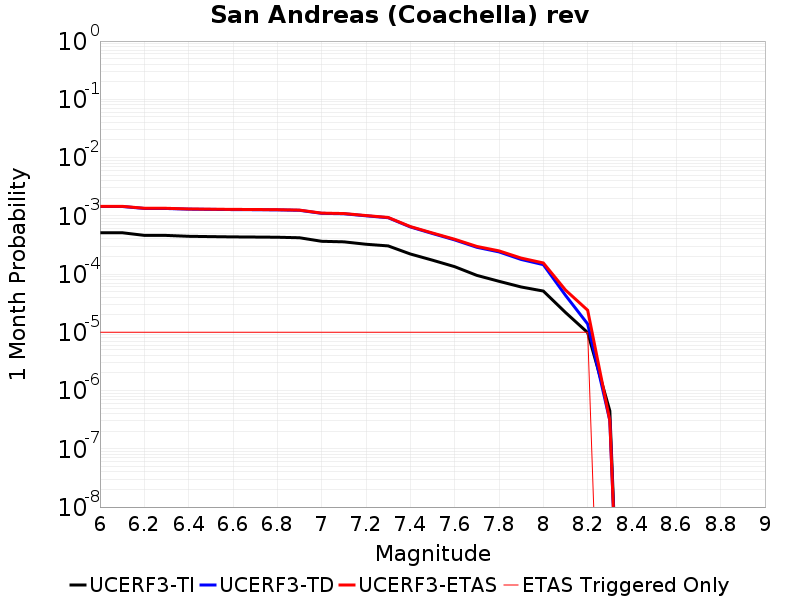 San Andreas (Coachella) rev
1 Month Probability
10^0
10^-1
10^-2
10^-3
10^-4
10^-5
10^-6
10^-7
10^-8
6 6.2 6.4 6.6 6.8 7 7.2 7.4 7.6 7.8 8 8.2 8.4 8.6 8.8 9
Magnitude
UCERF3-TI UCERF3-TD UCERF3-ETAS ETAS Triggered Only